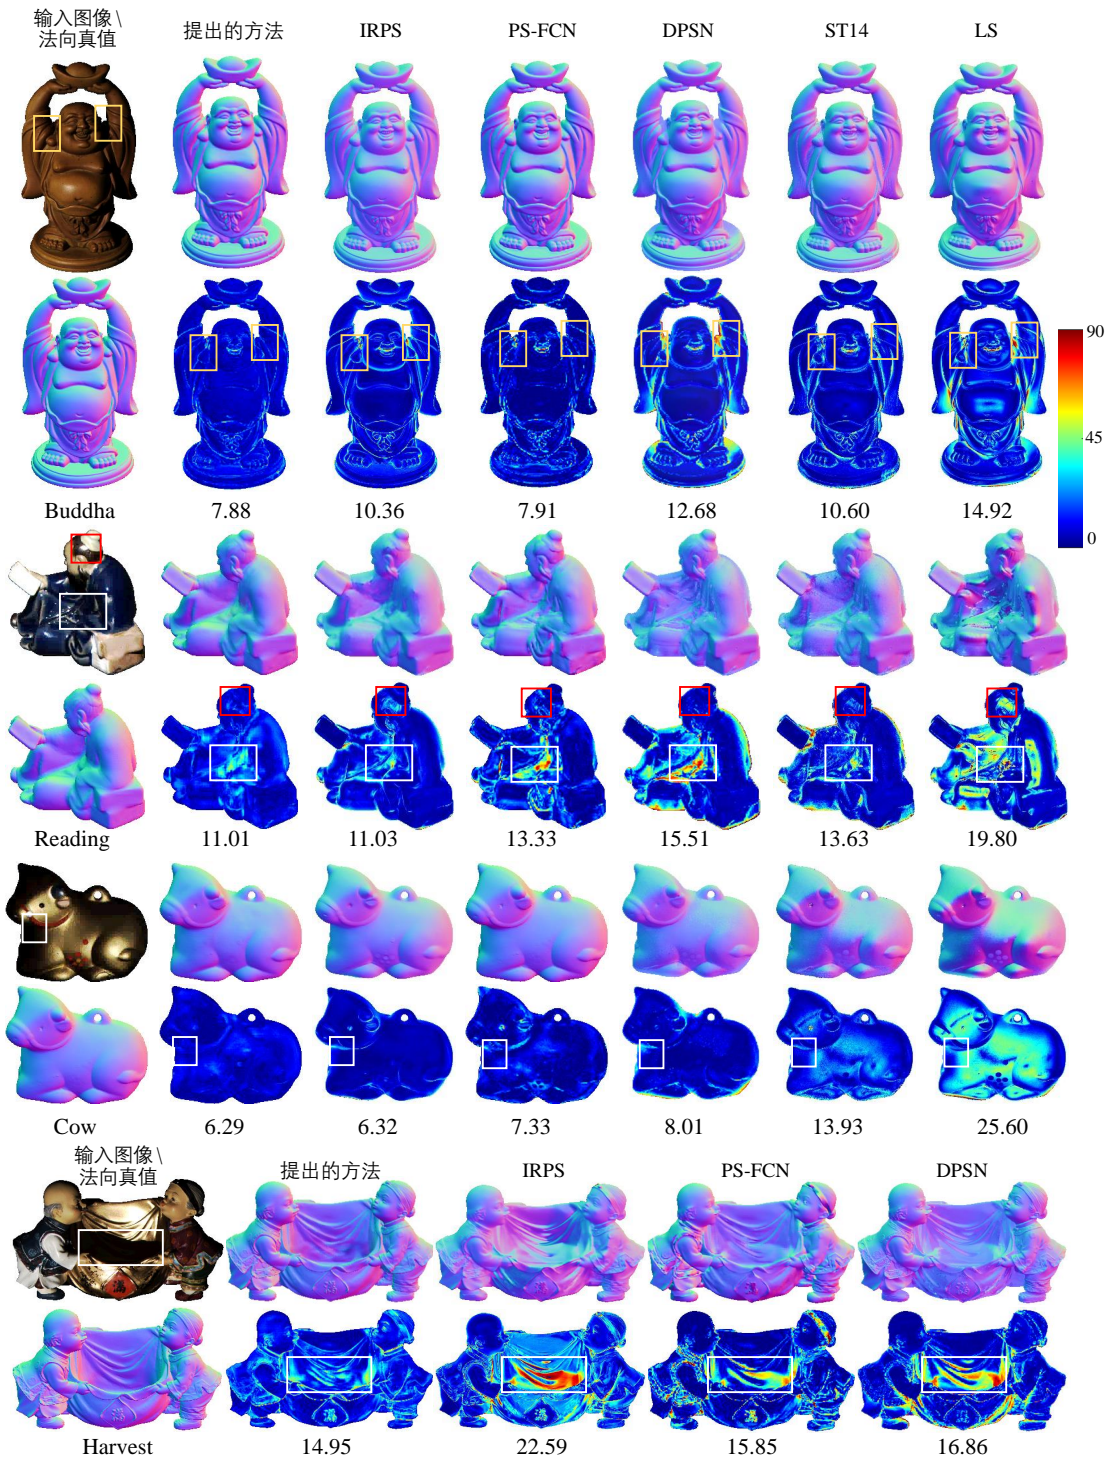 输入图像\
法向真值
提出的方法
IRPS
PS-FCN
DPSN
ST14
LS
90
45
0
Buddha
7.88
10.36
7.91
12.68
10.60
14.92
Reading
11.01
11.03
13.33
15.51
13.63
19.80
Cow
6.29
6.32
7.33
8.01
13.93
25.60
输入图像\
法向真值
提出的方法
IRPS
PS-FCN
DPSN
满
Harvest
14.95
22.59
15.85
16.86